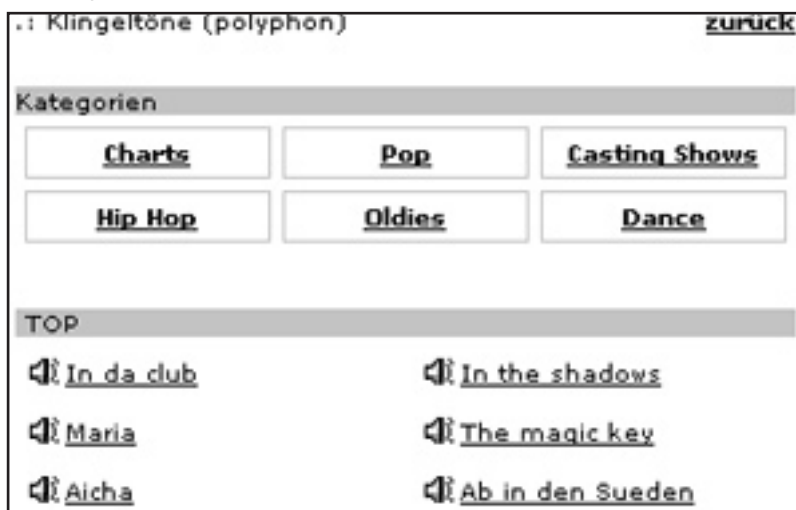 .: Klingeltöne (polyphon) zurück
Kategorien
Charts Pop Casting Shows
Hip Hop Oldies Dance
TOP
In da club In the shadows
Maria The magic key
Aicha Ab in den Sueden